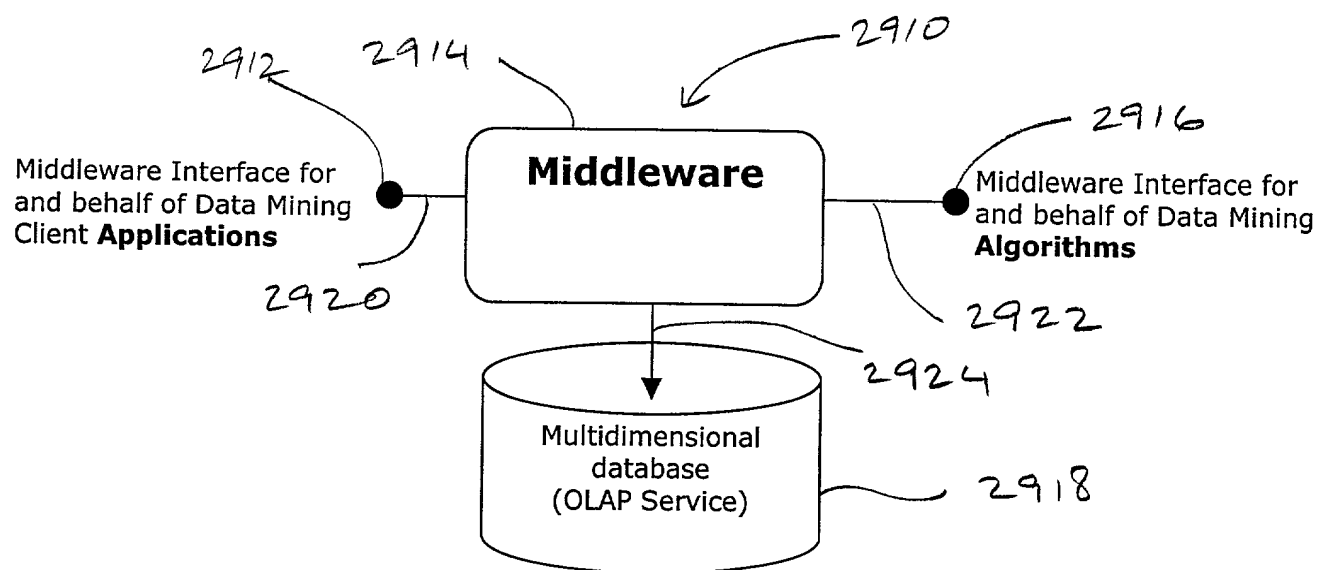 2910
2912
2914
2916
Middleware
Middleware Interface for
and behalf of Data Mining
Client Applications
Middleware Interface for
and behalf of Data Mining
Algorithms
2920
2922
2924
Multidimensional
database
(OLAP Service)
2918